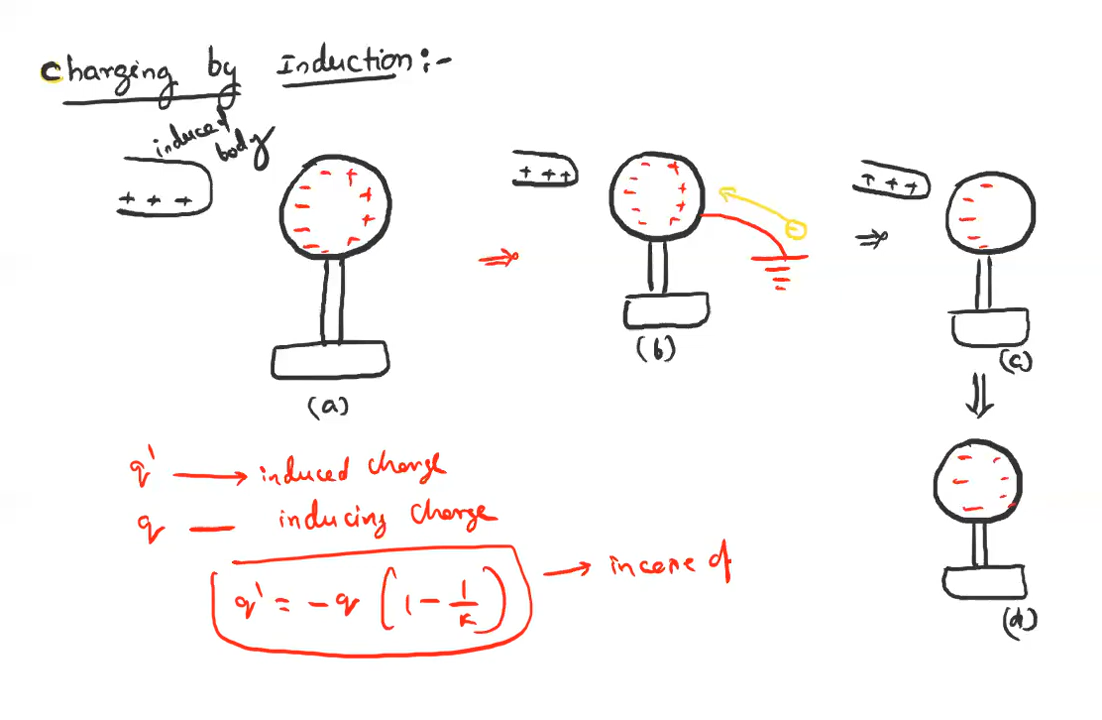 Charging by Induction:-
induced body
+ + +
+ + +
+ + +
(a)
(b)
(c)
(d)
q' → induced charge
q — inducing charge
q' = -q (1 - 1/K) → incase of